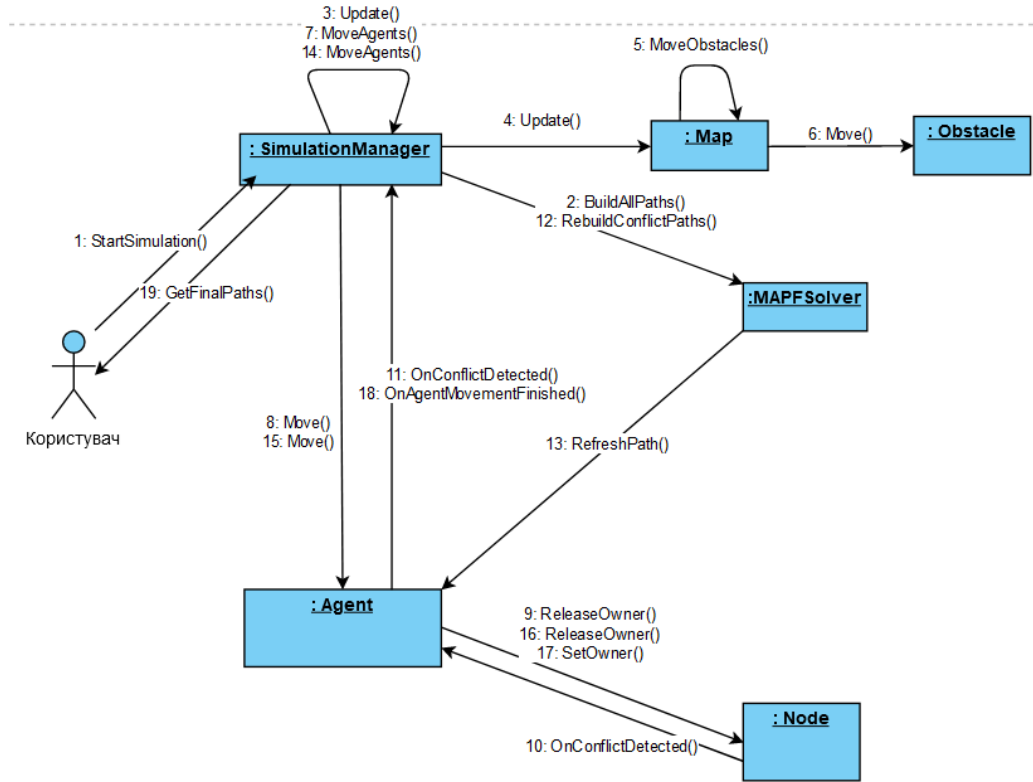 3: Update()
7: MoveAgents()
14: MoveAgents()
5: MoveObstacles()
4: Update()
: Map
6: Move()
: Obstacle
: SimulationManager
2: BuildAllPaths()
12: RebuildConflictPaths()
1: StartSimulation()
19: GetFinalPaths()
:MAPFSolver
Користувач
11: OnConflictDetected()
18: OnAgentMovementFinished()
8: Move()
15: Move()
13: RefreshPath()
: Agent
9: ReleaseOwner()
16: ReleaseOwner()
17: SetOwner()
: Node
10: OnConflictDetected()